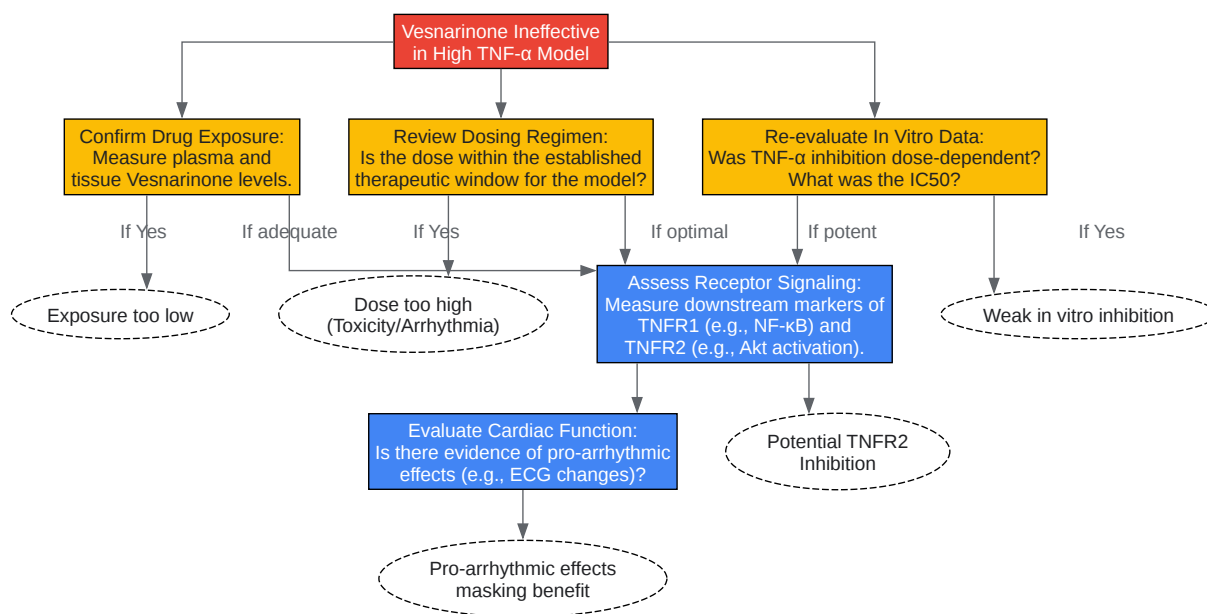 Vesnarinone Ineffective
in High TNF-α Model
Confirm Drug Exposure:
Measure plasma and
tissue Vesnarinone levels.
Review Dosing Regimen:
Is the dose within the established
therapeutic window for the model?
Re-evaluate In Vitro Data:
Was TNF-α inhibition dose-dependent?
What was the IC50?
If Yes
If adequate
If Yes
If optimal
If potent
If Yes
Exposure too low
Dose too high
(Toxicity/Arrhythmia)
Assess Receptor Signaling:
Measure downstream markers of
TNFR1 (e.g., NF-κB) and
TNFR2 (e.g., Akt activation).
Weak in vitro inhibition
Evaluate Cardiac Function:
Is there evidence of pro-arrhythmic
effects (e.g., ECG changes)?
Potential TNFR2
Inhibition
Pro-arrhythmic effects
masking benefit